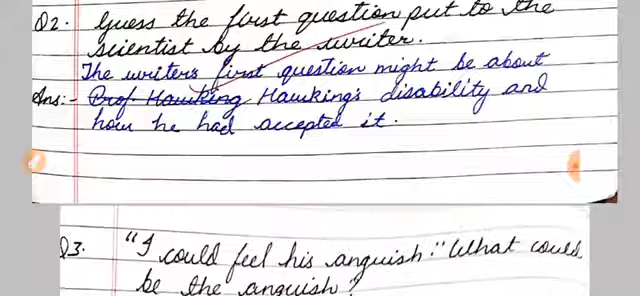 Q2. Guess the first question put to the
scientist by the writer.
The writers first question might be about
Ans:- Prof. Hawking Hawking's disability and
how he had accepted it.
Q3. "I could feel his anguish." What could
be the anguish?